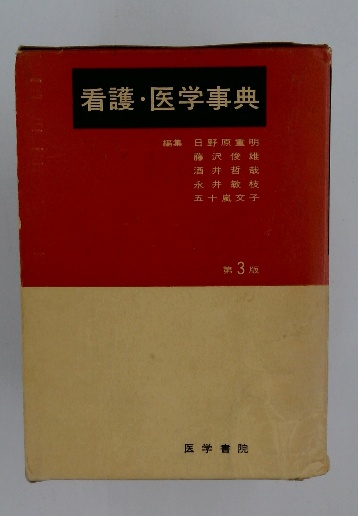 看護・医学事典
編集 日野原重明
藤沢俊雄
酒井哲哉
永井敏枝
五十嵐文子
第3版
医学書院